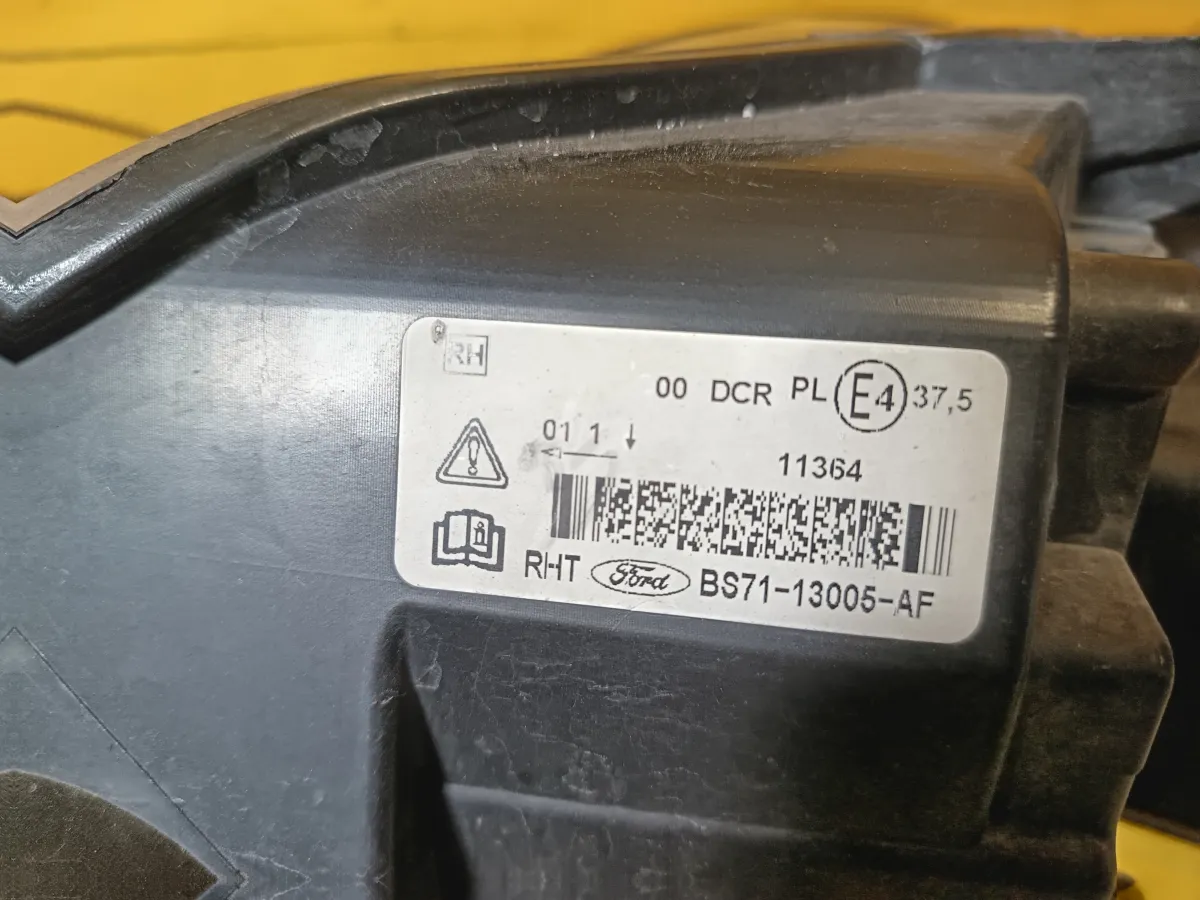 RH
00 DCR PL E4 37,5
01 1
11364
RHT Ford BS71-13005-AF